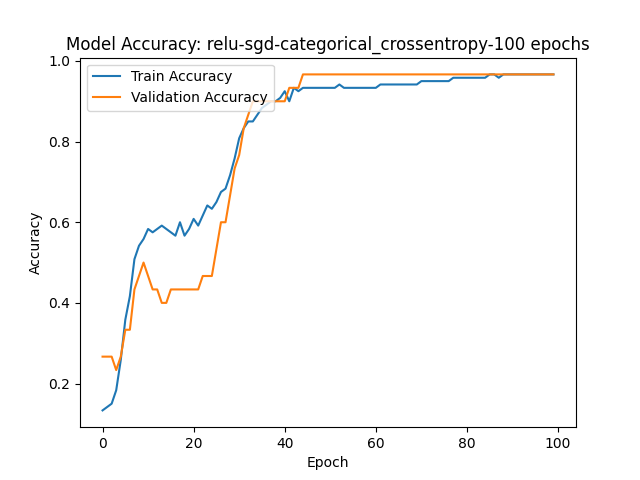 Model Accuracy: relu-sgd-categorical_crossentropy-100 epochs
Train Accuracy
Validation Accuracy
1.0
0.8
0.6
0.4
0.2
Accuracy
0 20 40 60 80 100
Epoch